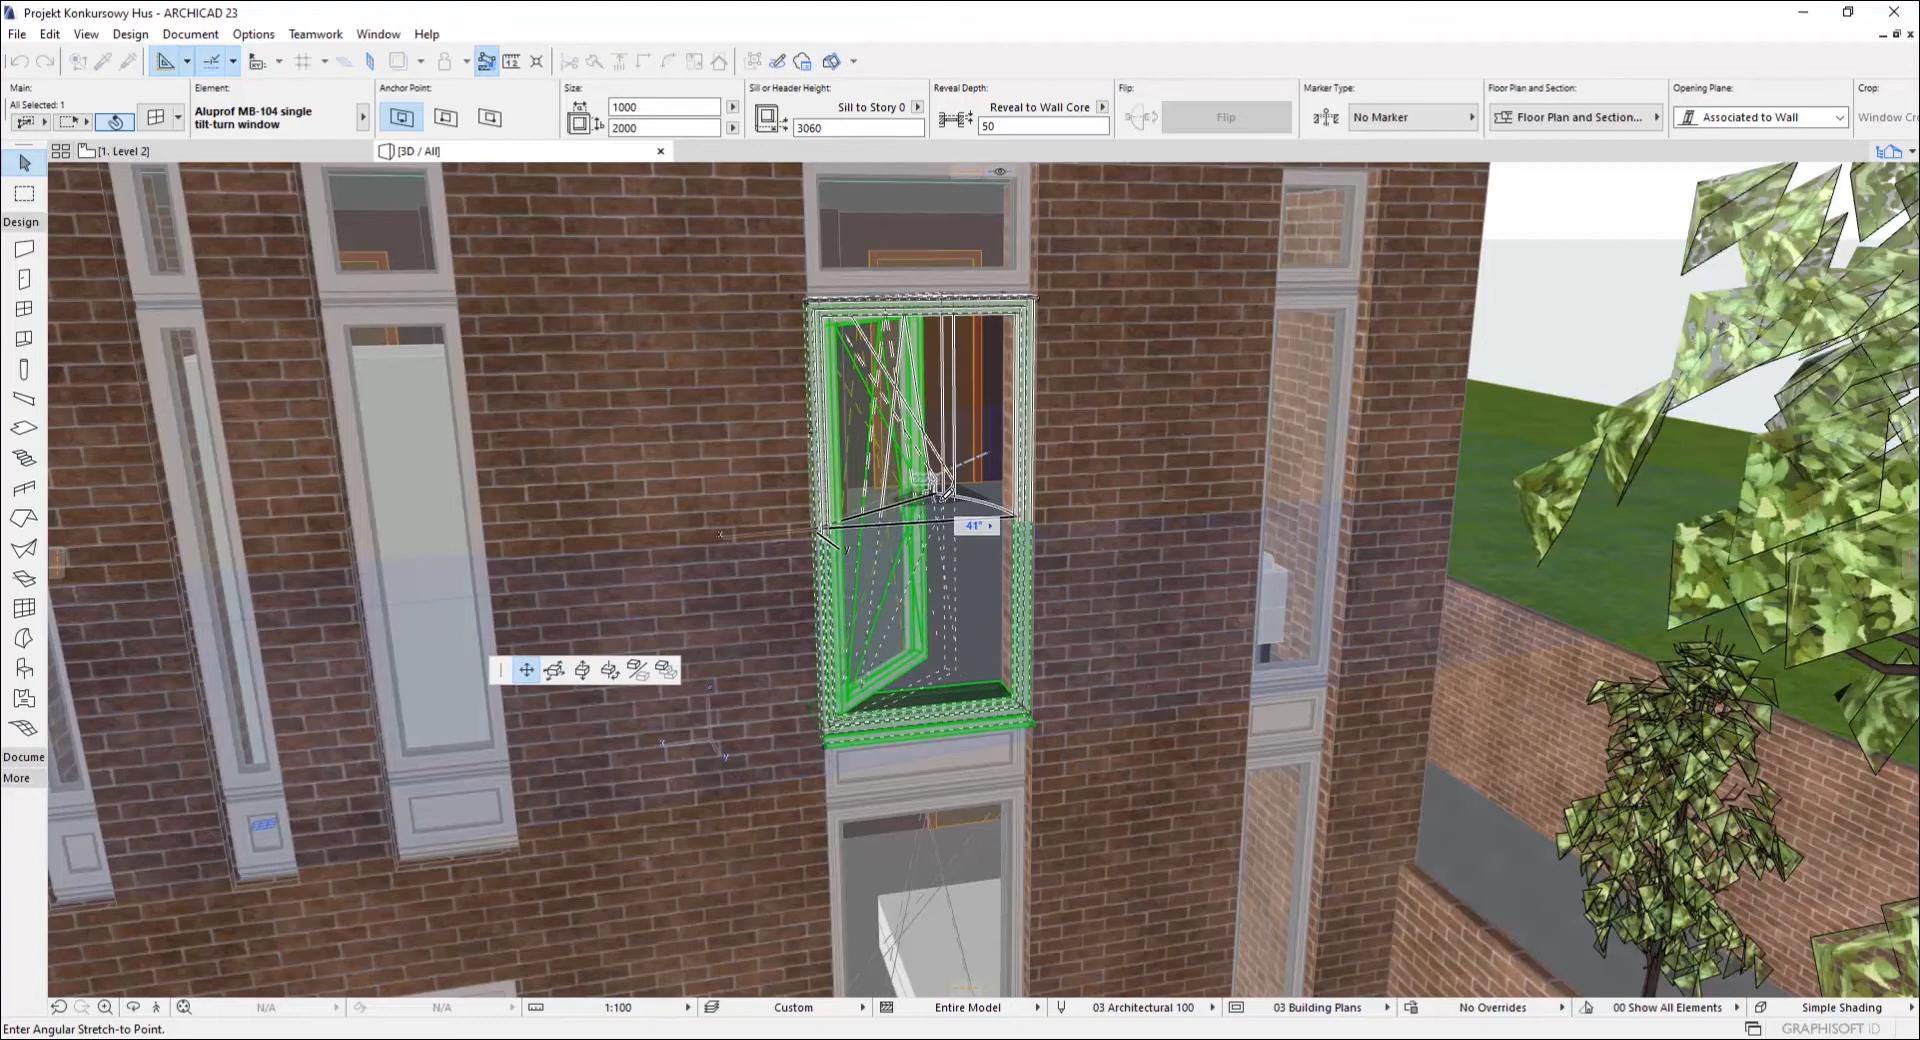 Projekt Konkursowy Hus - ARCHICAD 23
File Edit View Design Document Options Teamwork Window Help
Main:
All Selected: 1
Element:
Aluprof MB-104 single
tilt-turn window
Anchor Point:
Size:
1000
2000
Sill or Header Height:
Sill to Story 0
3060
Reveal Depth:
Reveal to Wall Core
50
Flip:
Flip
Marker Type:
No Marker
Floor Plan and Section:
Floor Plan and Section...
Opening Plane:
Associated to Wall
Crop:
Window Cr
[1. Level 2]
[3D / All]
Design
Docume
More
41°
x
y
x
y
N/A
N/A
1:100
Custom
Entire Model
03 Architectural 100
03 Building Plans
No Overrides
00 Show All Elements
Simple Shading
Enter Angular Stretch-to Point.
GRAPHISOFT ID